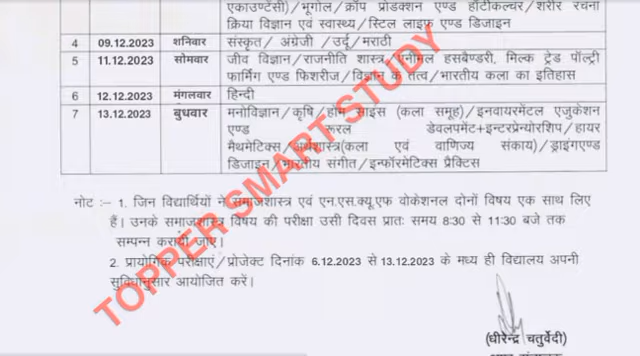 एकाउण्टेंसी)/भूगोल/क्रॉप प्रोडक्शन एण्ड हॉर्टीकल्चर/शरीर रचना
क्रिया विज्ञान एवं स्वास्थ्य/स्टिल लाइफ एण्ड डिजाइन
4 09.12.2023 शनिवार संस्कृत/ अंग्रेजी /उर्दू/मराठी
5 11.12.2023 सोमवार जीव विज्ञान/राजनीति शास्त्र/एनीमल हसबैण्डरी, मिल्क ट्रेड पॉल्ट्री
फार्मिंग एण्ड फिशरीज/विज्ञान के तत्व/भारतीय कला का इतिहास
6 12.12.2023 मंगलवार हिन्दी
7 13.12.2023 बुधवार मनोविज्ञान/कृषि/होम साइंस (कला समूह)/इनवायरमेंटल एजुकेशन
एण्ड रूरल डेवलपमेंट+इन्टरप्रेन्योरशिप/हायर
मैथमेटिक्स/अर्थशास्त्र(कला एवं वाणिज्य संकाय)/ड्राइंगएण्ड
डिजाइन/भारतीय संगीत/इन्फॉरमेटिक्स प्रैक्टिस
नोट :– 1. जिन विद्यार्थियों ने समाजशास्त्र एवं एन.एस.क्यू.एफ वोकेशनल दोनों विषय एक साथ लिए
हैं। उनके समाजशास्त्र विषय की परीक्षा उसी दिवस प्रातः समय 8:30 से 11:30 बजे तक
सम्पन्न करायी जाए।
2. प्रायोगिक परीक्षाएं/प्रोजेक्ट दिनांक 6.12.2023 से 13.12.2023 के मध्य ही विद्यालय अपनी
सुविधानुसार आयोजित करें।
(धीरेन्द्र चतुर्वेदी)
TOPPER SMART STUDY